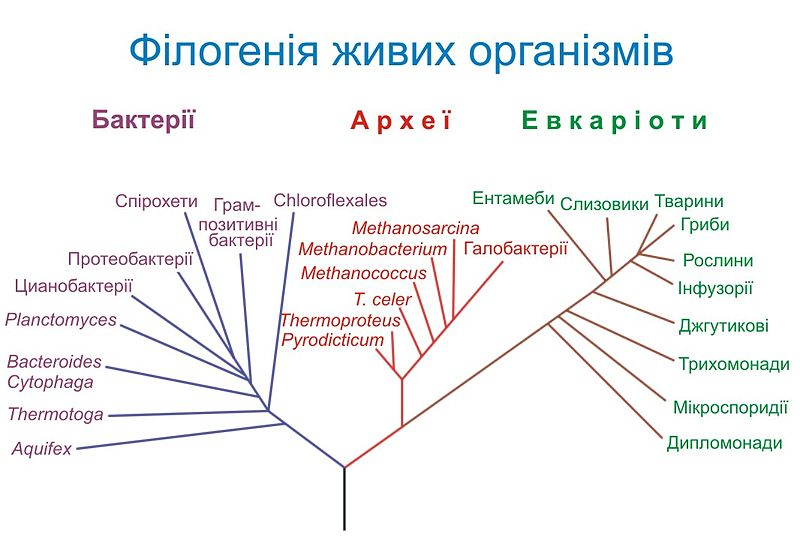 Філогенія живих організмів
Бактерії
Археї
Евкаріоти
Спірохети
Грам-
позитивні
бактерії
Chloroflexales
Протеобактерії
Цианобактерії
Planctomyces
Bacteroides
Cytophaga
Thermotoga
Aquifex
Methanosarcina
Methanobacterium
Галобактерії
Methanococcus
T. celer
Thermoproteus
Pyrodicticum
Ентамеби
Слизовики
Тварини
Гриби
Рослини
Інфузорії
Джгутикові
Трихомонади
Мікроспоридії
Дипломонади